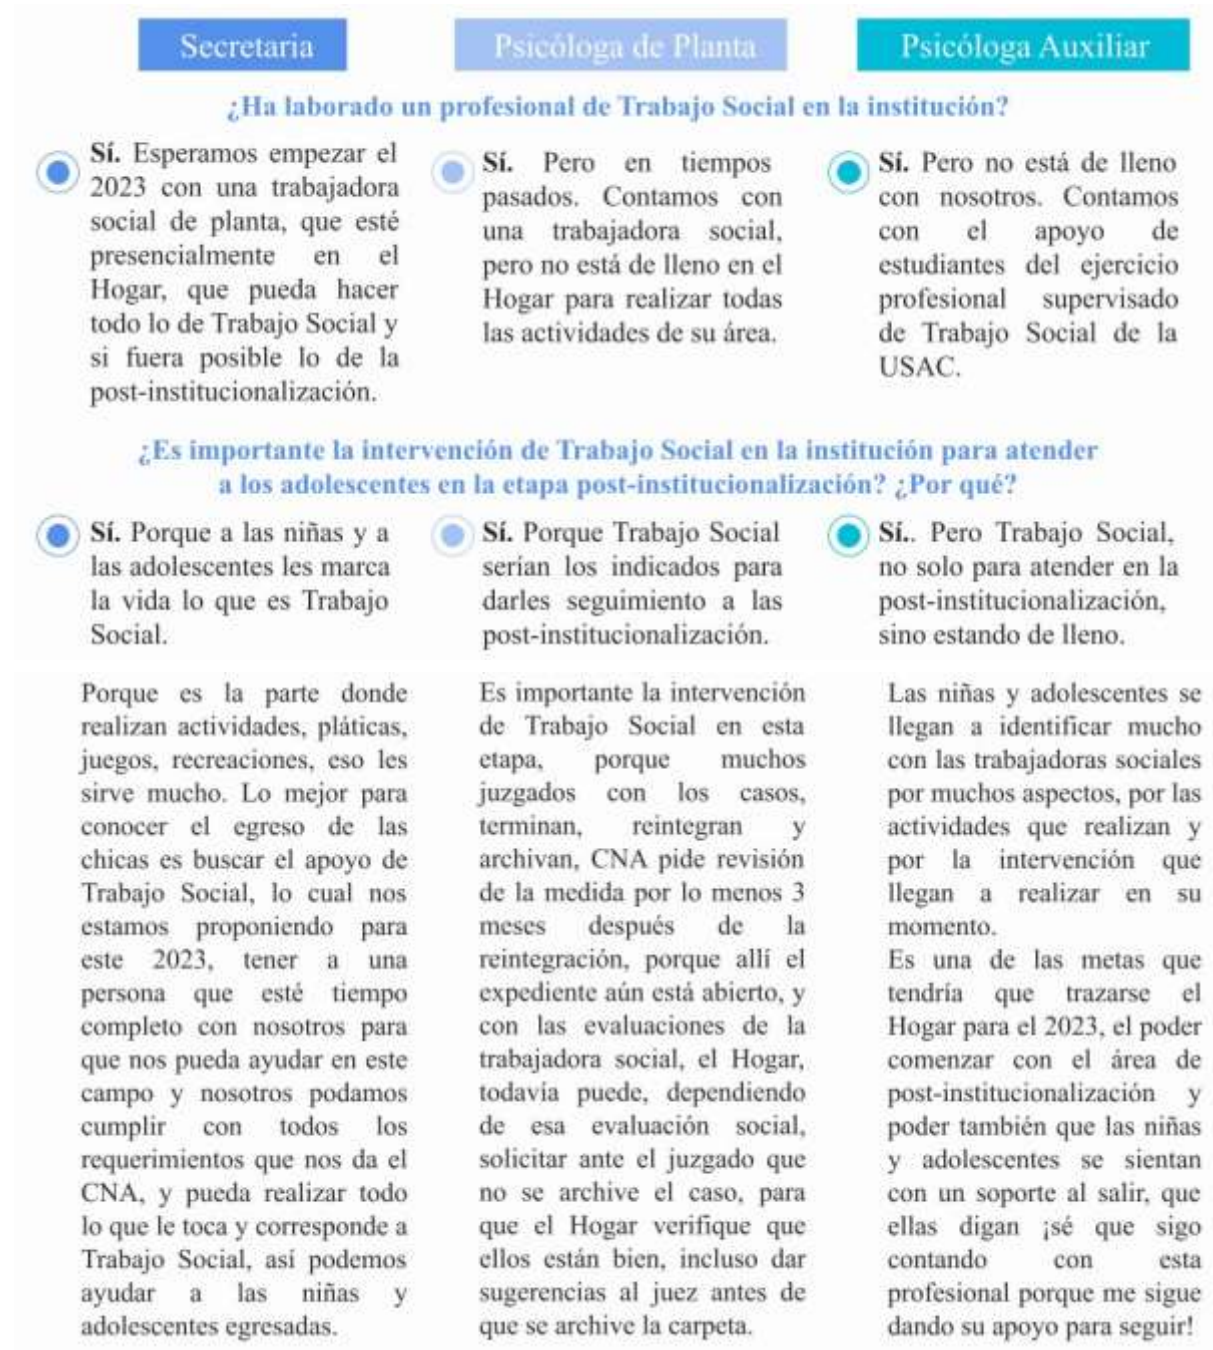 Secretaria
Psicóloga de Planta
Psicóloga Auxiliar
¿Ha laborado un profesional de Trabajo Social en la institución?
Sí. Esperamos empezar el
2023 con una trabajadora
social de planta, que esté
presencialmente en el
Hogar, que pueda hacer
todo lo de Trabajo Social y
si fuera posible lo de la
post-institucionalización.
Sí. Pero en tiempos
pasados. Contamos con
una trabajadora social,
pero no está de lleno en el
Hogar para realizar todas
las actividades de su área.
Sí. Pero no está de lleno
con nosotros. Contamos
con el apoyo de
estudiantes del ejercicio
profesional supervisado
de Trabajo Social de la
USAC.
¿Es importante la intervención de Trabajo Social en la institución para atender
a los adolescentes en la etapa post-institucionalización? ¿Por qué?
Sí. Porque a las niñas y a
las adolescentes les marca
la vida lo que es Trabajo
Social.
Porque es la parte donde
realizan actividades, pláticas,
juegos, recreaciones, eso les
sirve mucho. Lo mejor para
conocer el egreso de las
chicas es buscar el apoyo de
Trabajo Social, lo cual nos
estamos proponiendo para
este 2023, tener a una
persona que esté tiempo
completo con nosotros para
que nos pueda ayudar en este
campo y nosotros podamos
cumplir con todos los
requerimientos que nos da el
CNA, y pueda realizar todo
lo que le toca y corresponde a
Trabajo Social, así podemos
ayudar a las niñas y
adolescentes egresadas.
Sí. Porque Trabajo Social
serían los indicados para
darles seguimiento a las
post-institucionalización.
Es importante la intervención
de Trabajo Social en esta
etapa, porque muchos
juzgados con los casos,
terminan, reintegran y
archivan, CNA pide revisión
de la medida por lo menos 3
meses después de la
reintegración, porque allí el
expediente aún está abierto, y
con las evaluaciones de la
trabajadora social, el Hogar,
todavía puede, dependiendo
de esa evaluación social,
solicitar ante el juzgado que
no se archive el caso, para
que el Hogar verifique que
ellos están bien, incluso dar
sugerencias al juez antes de
que se archive la carpeta.
Sí.. Pero Trabajo Social,
no solo para atender en la
post-institucionalización,
sino estando de lleno.
Las niñas y adolescentes se
llegan a identificar mucho
con las trabajadoras sociales
por muchos aspectos, por las
actividades que realizan y
por la intervención que
llegan a realizar en su
momento.
Es una de las metas que
tendría que trazarse el
Hogar para el 2023, el poder
comenzar con el área de
post-institucionalización y
poder también que las niñas
y adolescentes se sientan
con un soporte al salir, que
ellas digan ¡sé que sigo
contando con esta
profesional porque me sigue
dando su apoyo para seguir!